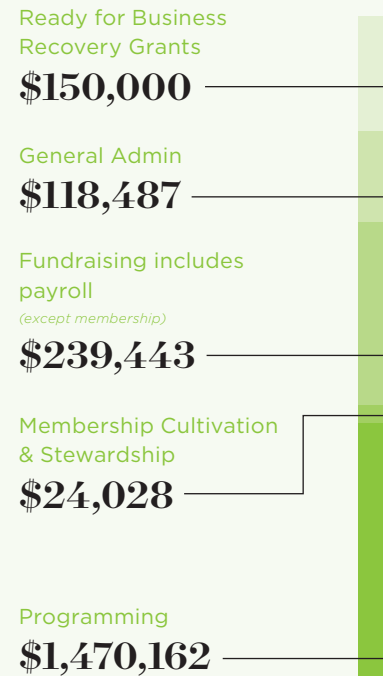 Ready for Business
Recovery Grants
$150,000
General Admin
$118,487
Fundraising includes
payroll
(except membership)
$239,443
Membership Cultivation
& Stewardship
$24,028
Programming
$1,470,162